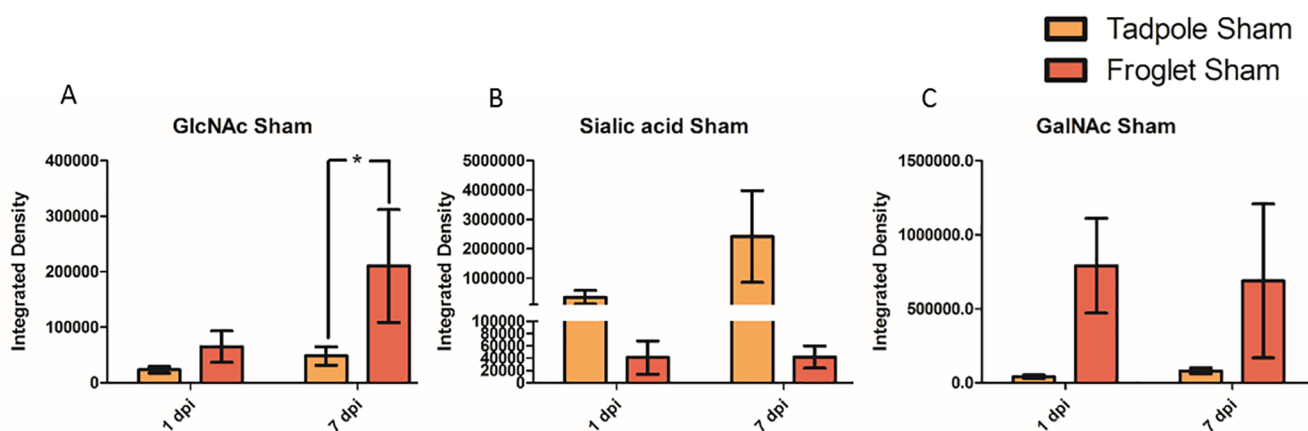 Tadpole Sham
Froglet Sham
A
GlcNAc Sham
Integrated Density
400000
300000
200000
100000
0
*
1 dpi
7 dpi
B
Sialic acid Sham
Integrated Density
5000000
4000000
3000000
2000000
1000000
100000
80000
60000
40000
20000
0
1 dpi
7 dpi
C
GalNAc Sham
Integrated Density
1500000.0
1000000.0
500000.0
0.0
1 dpi
7 dpi